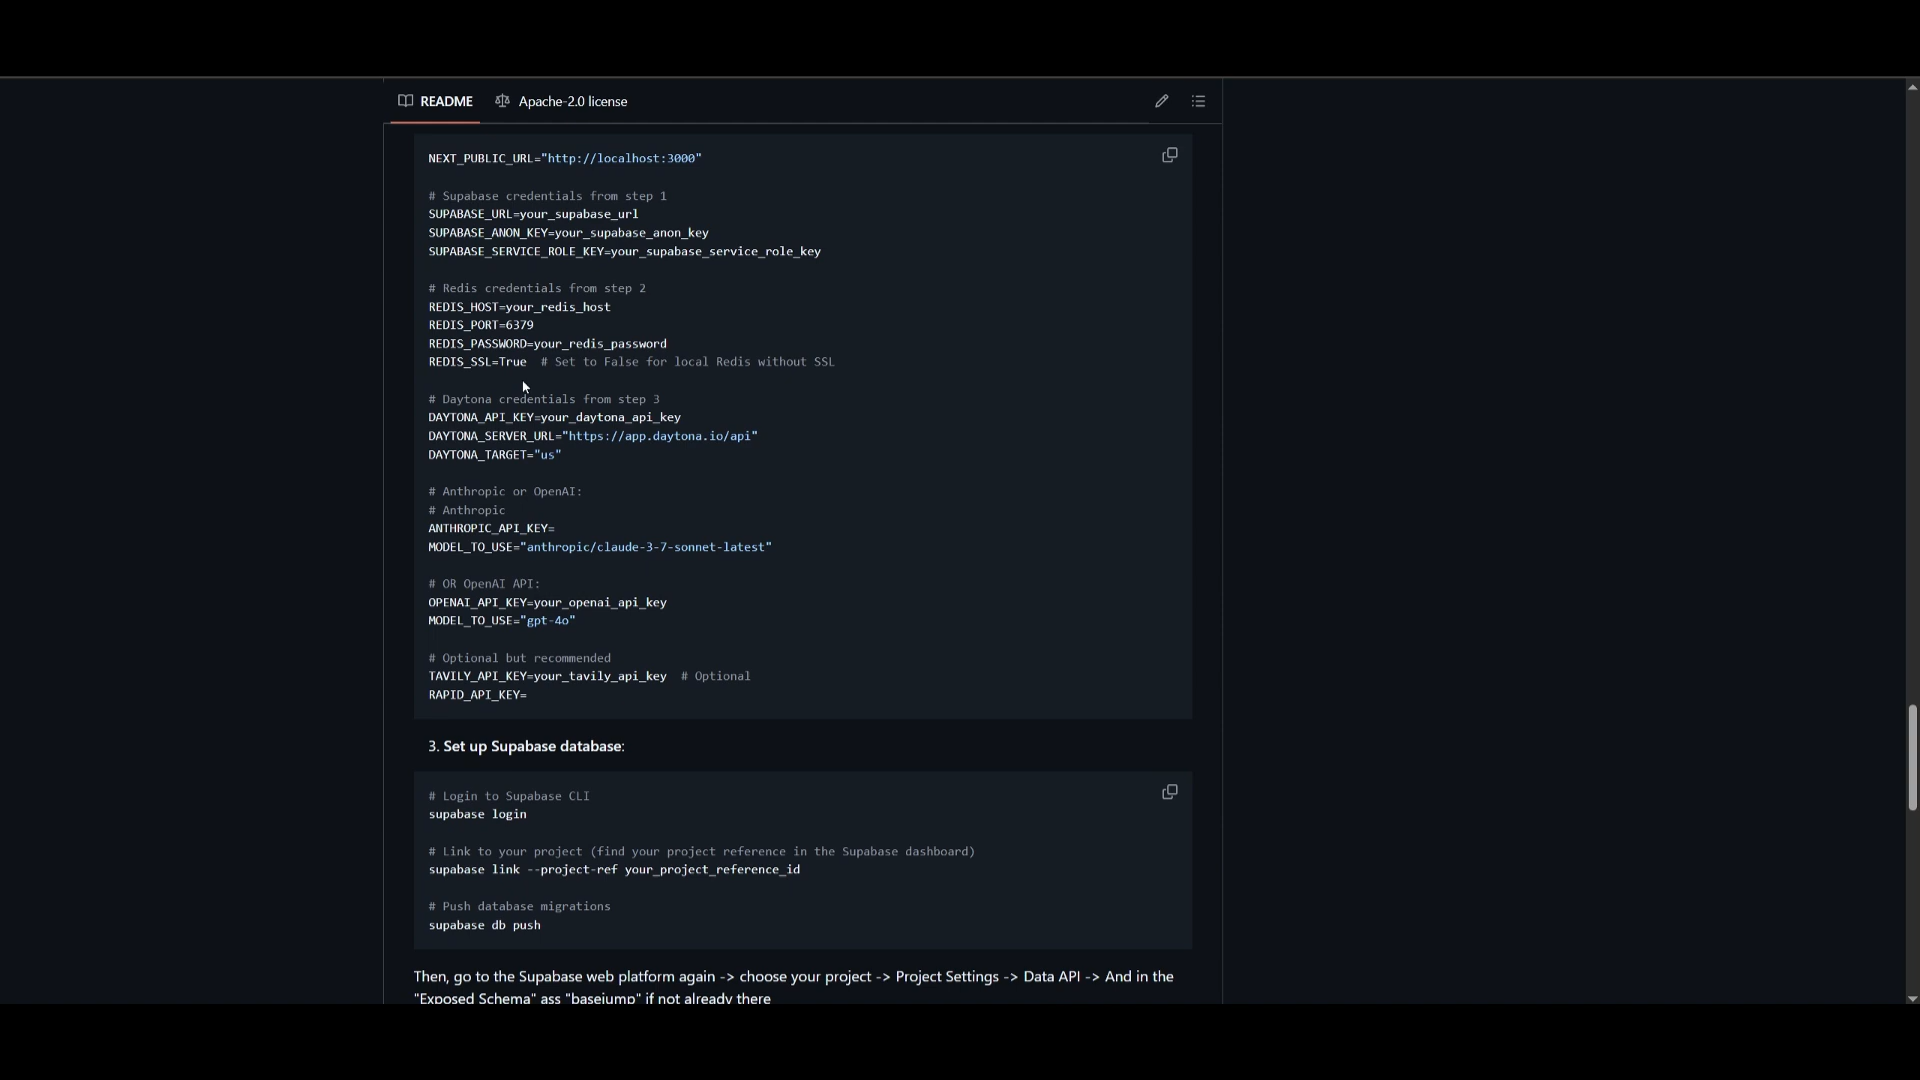 README
Apache-2.0 license
NEXT_PUBLIC_URL="http://localhost:3000"
# Supabase credentials from step 1
SUPABASE_URL=your_supabase_url
SUPABASE_ANON_KEY=your_supabase_anon_key
SUPABASE_SERVICE_ROLE_KEY=your_supabase_service_role_key
# Redis credentials from step 2
REDIS_HOST=your_redis_host
REDIS_PORT=6379
REDIS_PASSWORD=your_redis_password
REDIS_SSL=True  # Set to False for local Redis without SSL
# Daytona credentials from step 3
DAYTONA_API_KEY=your_daytona_api_key
DAYTONA_SERVER_URL="https://app.daytona.io/api"
DAYTONA_TARGET="us"
# Anthropic or OpenAI:
# Anthropic
ANTHROPIC_API_KEY=
MODEL_TO_USE="anthropic/claude-3-7-sonnet-latest"
# OR OpenAI API:
OPENAI_API_KEY=your_openai_api_key
MODEL_TO_USE="gpt-4o"
# Optional but recommended
TAVILY_API_KEY=your_tavily_api_key  # Optional
RAPID_API_KEY=
3. Set up Supabase database:
# Login to Supabase CLI
supabase login
# Link to your project (find your project reference in the Supabase dashboard)
supabase link --project-ref your_project_reference_id
# Push database migrations
supabase db push
Then, go to the Supabase web platform again -> choose your project -> Project Settings -> Data API -> And in the
"Exposed Schema" ass "basejump" if not already there